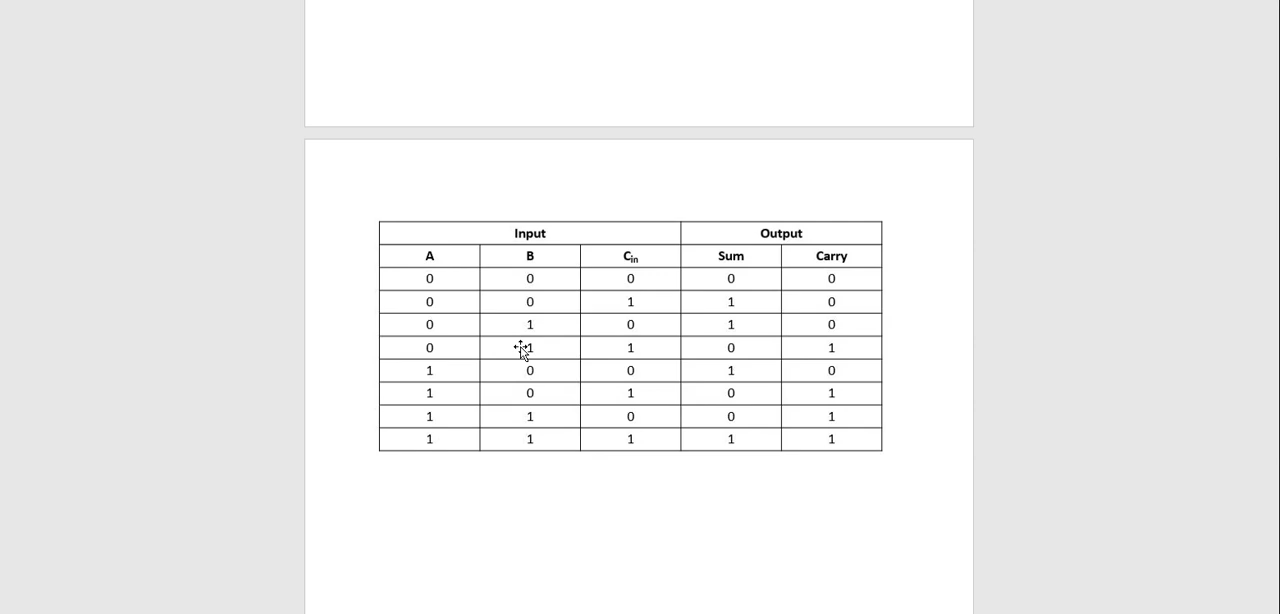 Input Output
A B Cin Sum Carry
0 0 0 0 0
0 0 1 1 0
0 1 0 1 0
0 1 1 0 1
1 0 0 1 0
1 0 1 0 1
1 1 0 0 1
1 1 1 1 1